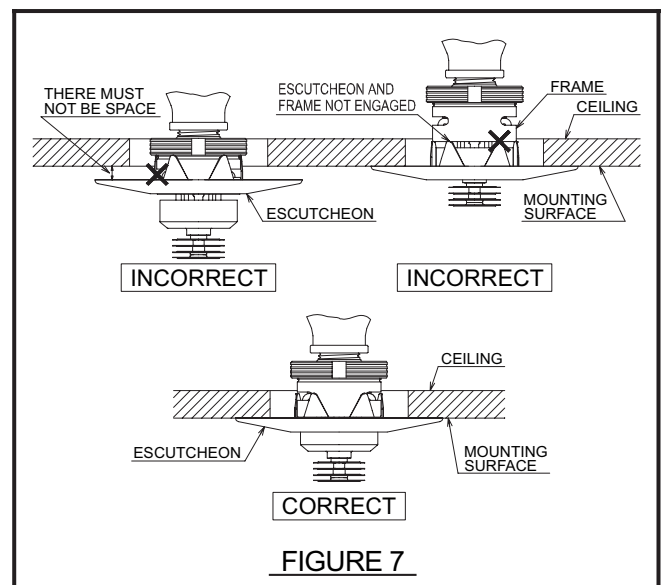 THERE MUST
NOT BE SPACE
ESCUTCHEON AND
FRAME NOT ENGAGED
FRAME
CEILING
MOUNTING
SURFACE
ESCUTCHEON
INCORRECT
INCORRECT
CEILING
ESCUTCHEON
MOUNTING
SURFACE
CORRECT
FIGURE 7